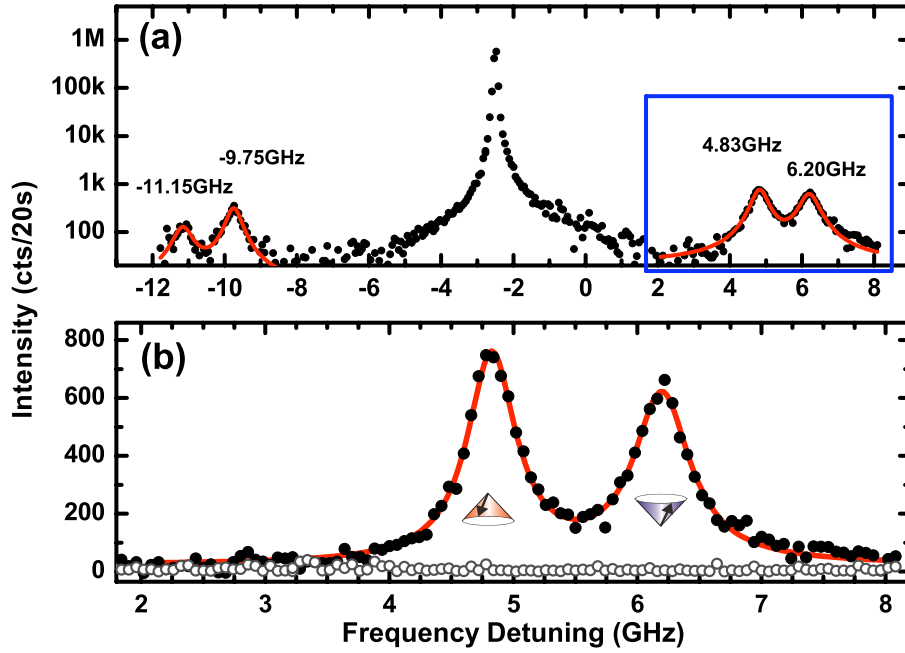 (a)
1M
100k
10k
1k
100
-11.15GHz
-9.75GHz
4.83GHz
6.20GHz
-12 -10 -8 -6 -4 -2 0 2 4 6 8
Intensity (cts/20s)
(b)
800
600
400
200
0
2 3 4 5 6 7 8
Frequency Detuning (GHz)